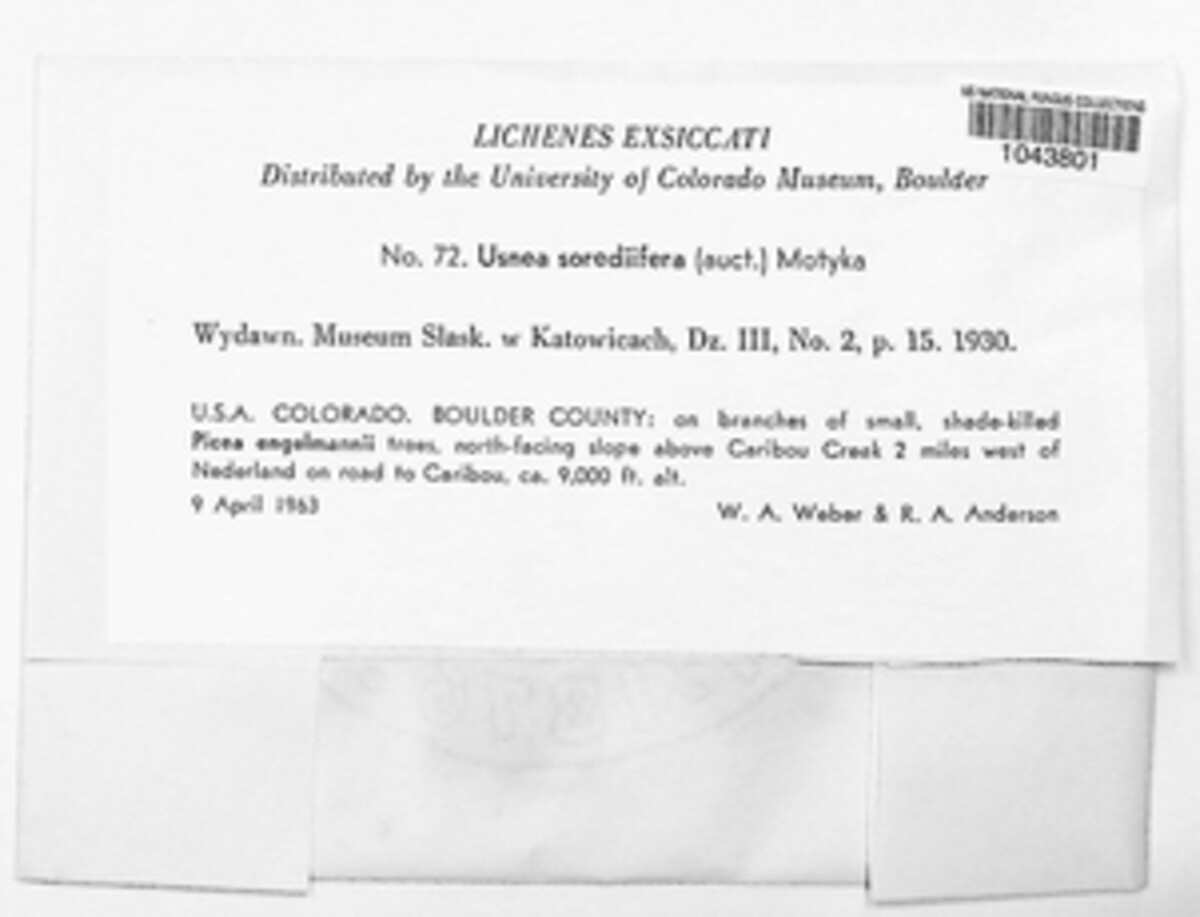 US NATIONAL FUNGUS COLLECTIONS
1043801
LICHENES EXSICCATI
Distributed by the University of Colorado Museum, Boulder
No. 72. Usnea sorediifera (auct.) Motyka
Wydawn. Museum Slask. w Katowicach, Dz. III, No. 2, p. 15. 1930.
U.S.A. COLORADO. BOULDER COUNTY: on branches of small, shade-killed
Picea engelmannii trees, north-facing slope above Caribou Creek 2 miles west of
Nederland on road to Caribou, ca. 9,000 ft. alt.
9 April 1963 W. A. Weber & R. A. Anderson